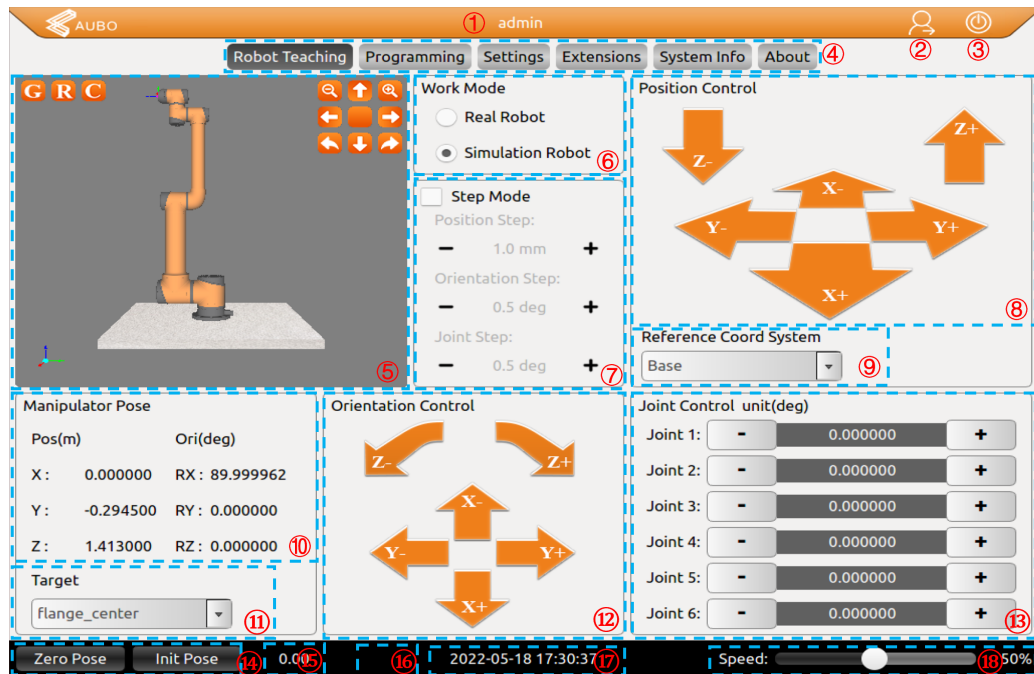 AUBO
① admin
② ③
Robot Teaching Programming Settings Extensions System Info About ④
G R C
⑤
Work Mode
Real Robot
Simulation Robot ⑥
Step Mode
Position Step:
- 1.0 mm +
Orientation Step:
- 0.5 deg +
Joint Step:
- 0.5 deg + ⑦
Position Control
Z- Z+
X-
Y- Y+
X+
⑧
Reference Coord System
Base ⑨
Manipulator Pose
Pos(m) Ori(deg)
X : 0.000000 RX : 89.999962
Y : -0.294500 RY : 0.000000
Z : 1.413000 RZ : 0.000000 ⑩
Target
flange_center ⑪
Orientation Control
Z- Z+
X-
Y- Y+
X+
⑫
Joint Control unit(deg)
Joint 1: - 0.000000 +
Joint 2: - 0.000000 +
Joint 3: - 0.000000 +
Joint 4: - 0.000000 +
Joint 5: - 0.000000 +
Joint 6: - 0.000000 + ⑬
Zero Pose Init Pose ⑭ 0.00 ⑮ ⑯ 2022-05-18 17:30:37 ⑰ Speed: ⑱ 50%